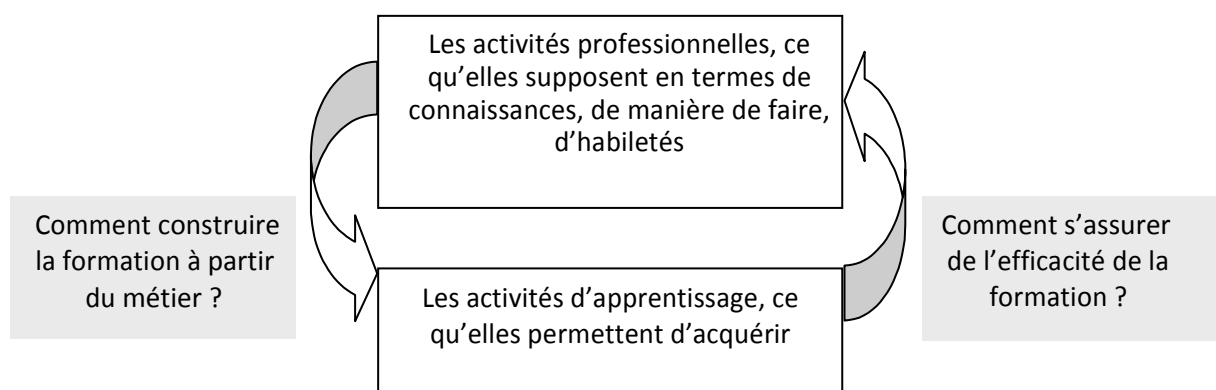 Les activités professionnelles, ce
qu’elles supposent en termes de
connaissances, de manière de faire,
d’habiletés
Comment construire
la formation à partir
du métier ?
Comment s’assurer
de l’efficacité de la
formation ?
Les activités d’apprentissage, ce
qu’elles permettent d’acquérir